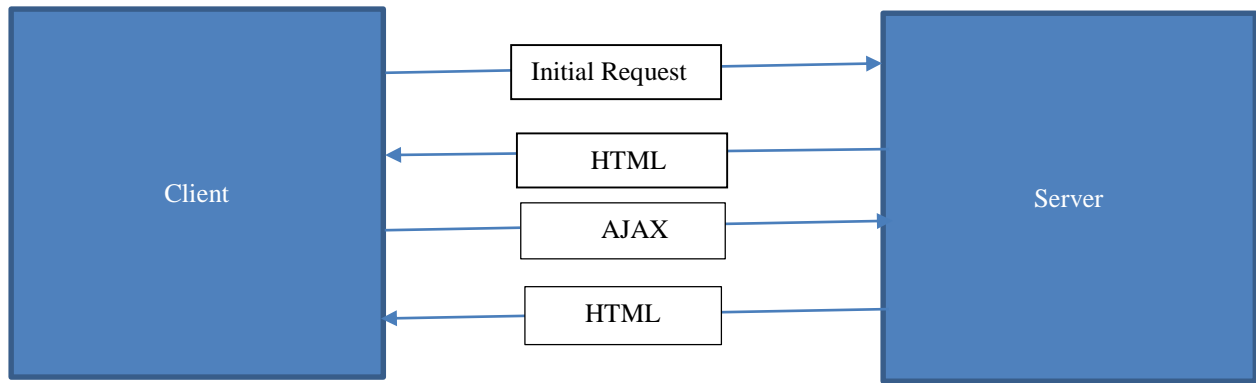 Initial Request
HTML
Client
Server
AJAX
HTML